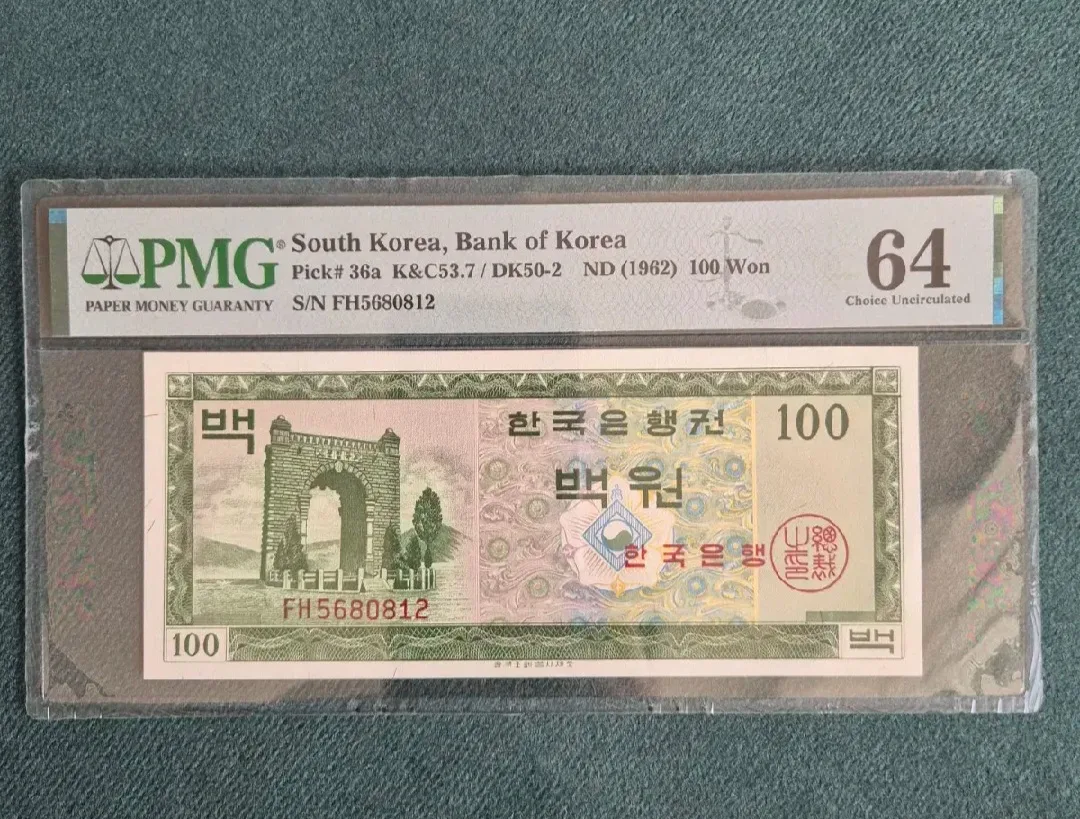 PMG®
PAPER MONEY GUARANTY
South Korea, Bank of Korea
Pick# 36a K&C53.7 / DK50-2 ND (1962) 100 Won
S/N FH5680812
64
Choice Uncirculated
백
한국은행권
100
백원
한국은행
FH5680812
100
백